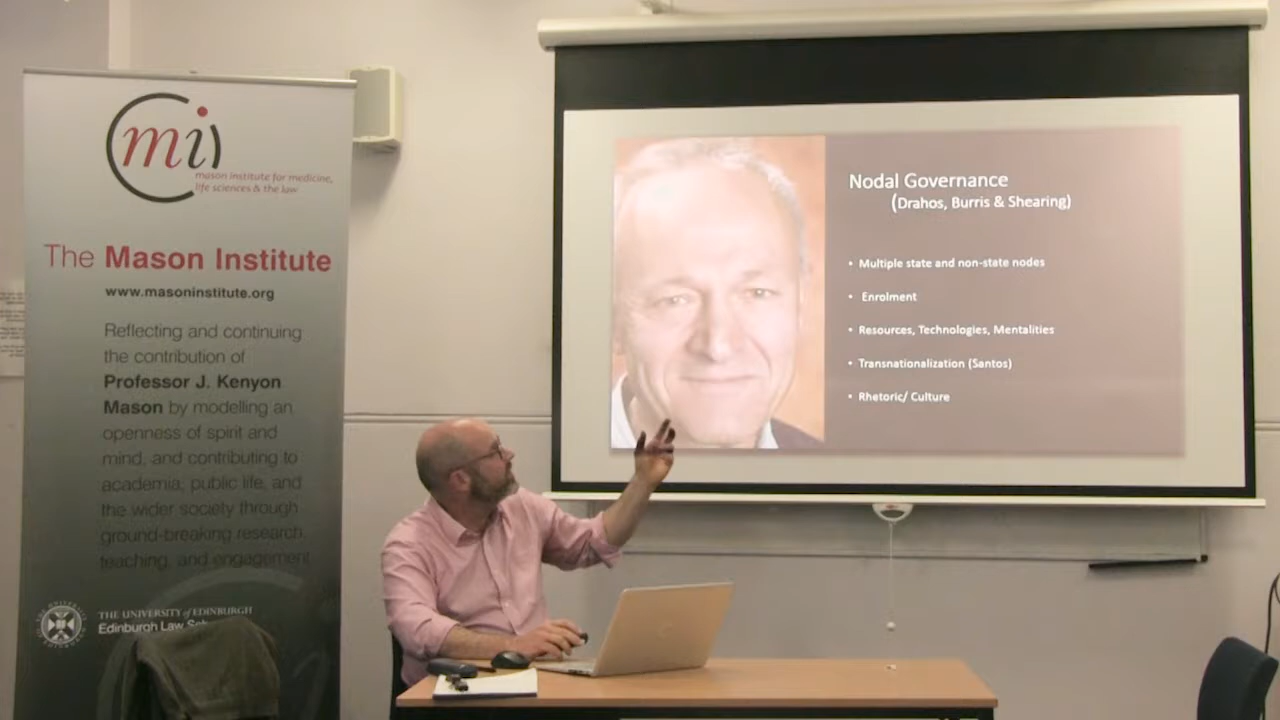 mi
mason institute for medicine,
life sciences & the law
The Mason Institute
www.masoninstitute.org
Reflecting and continuing
the contribution of
Professor J. Kenyon
Mason by modelling an
openness of spirit and
mind, and contributing to
academia, public life, and
the wider society through
ground-breaking research,
teaching, and engagement
THE UNIVERSITY of EDINBURGH
Edinburgh Law
Nodal Governance
(Drahos, Burris & Shearing)
• Multiple state and non-state nodes
• Enrolment
• Resources, Technologies, Mentalities
• Transnationalization (Santos)
• Rhetoric/ Culture